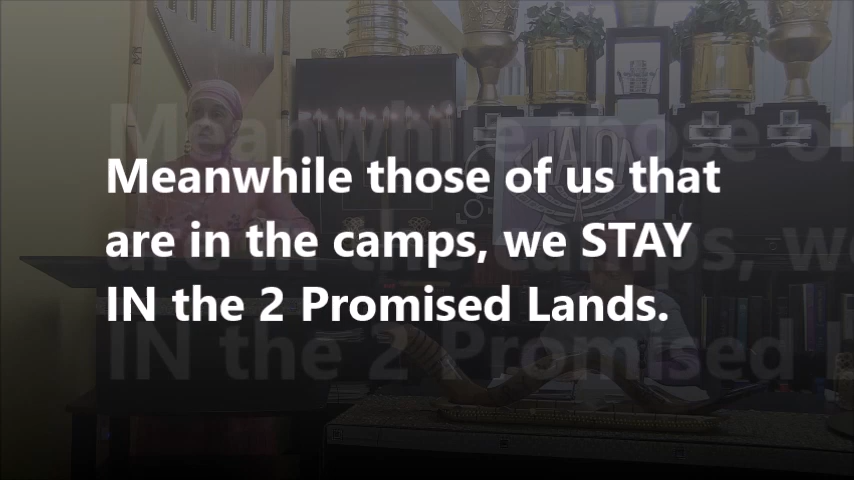 Meanwhile those of us that
are in the camps, we STAY
IN the 2 Promised Lands.